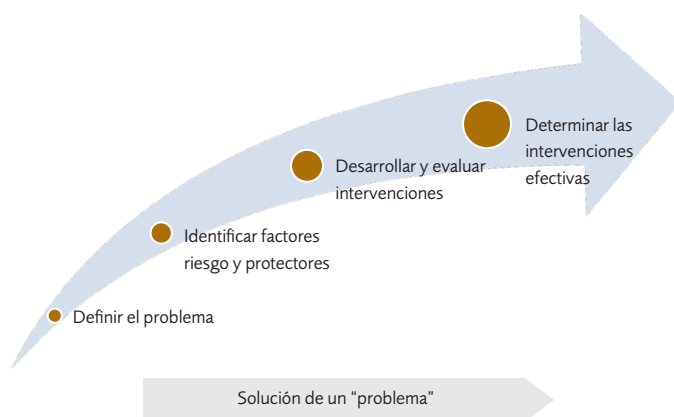 Definir el problema
Identificar factores
riesgo y protectores
Desarrollar y evaluar
intervenciones
Determinar las
intervenciones
efectivas
Solución de un “problema”